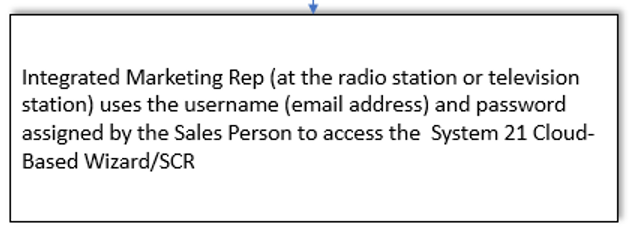 Integrated Marketing Rep (at the radio station or television
station) uses the username (email address) and password
assigned by the Sales Person to access the  System 21 Cloud-
Based Wizard/SCR